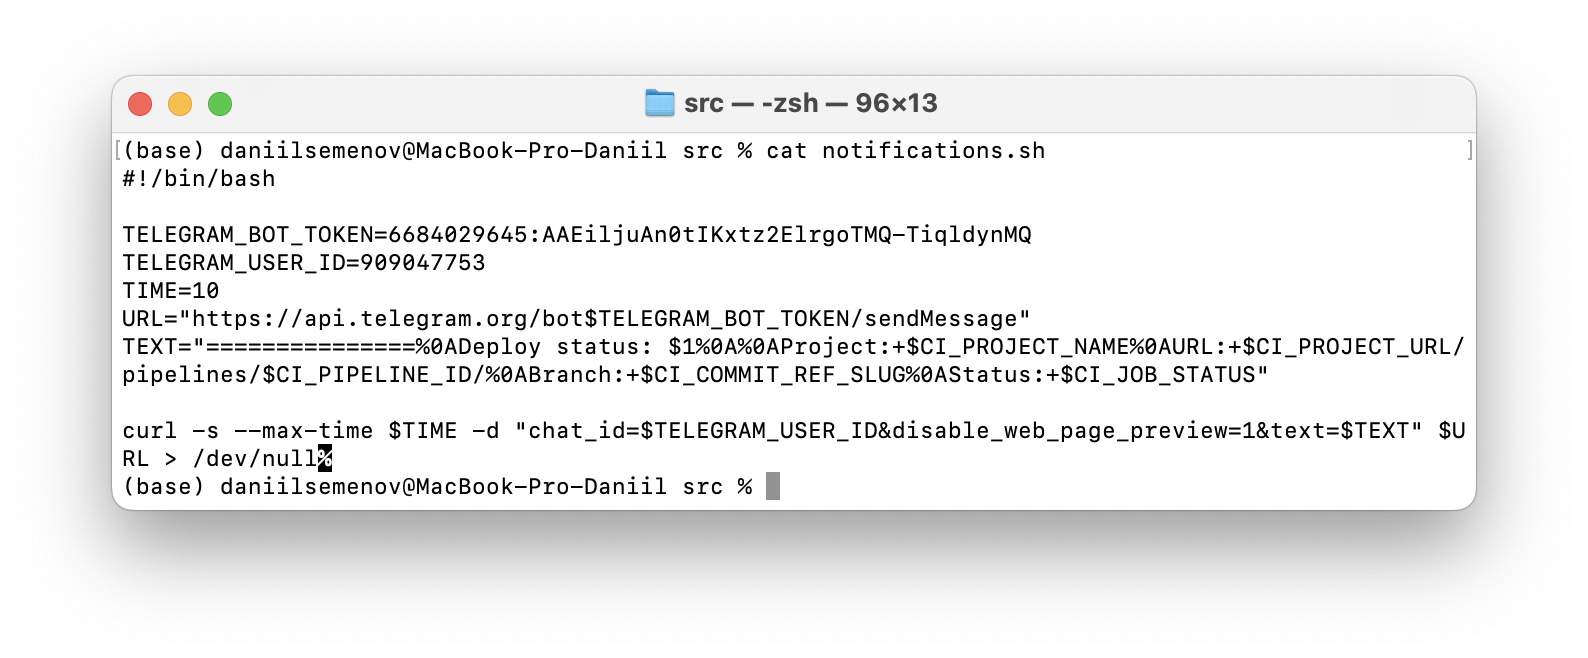 src — -zsh — 96×13
(base) daniilsemenov@MacBook-Pro-Daniil src % cat notifications.sh
#!/bin/bash
TELEGRAM_BOT_TOKEN=6684029645:AAEiljuAn0tIKxtz2ElrgoTMQ-TiqldynMQ
TELEGRAM_USER_ID=909047753
TIME=10
URL="https://api.telegram.org/bot$TELEGRAM_BOT_TOKEN/sendMessage"
TEXT="===============%0ADeploy status: $1%0A%0AProject:+$CI_PROJECT_NAME%0AURL:+$CI_PROJECT_URL/
pipelines/$CI_PIPELINE_ID/%0ABranch:+$CI_COMMIT_REF_SLUG%0AStatus:+$CI_JOB_STATUS"
curl -s --max-time $TIME -d "chat_id=$TELEGRAM_USER_ID&disable_web_page_preview=1&text=$TEXT" $U
RL > /dev/null%
(base) daniilsemenov@MacBook-Pro-Daniil src %